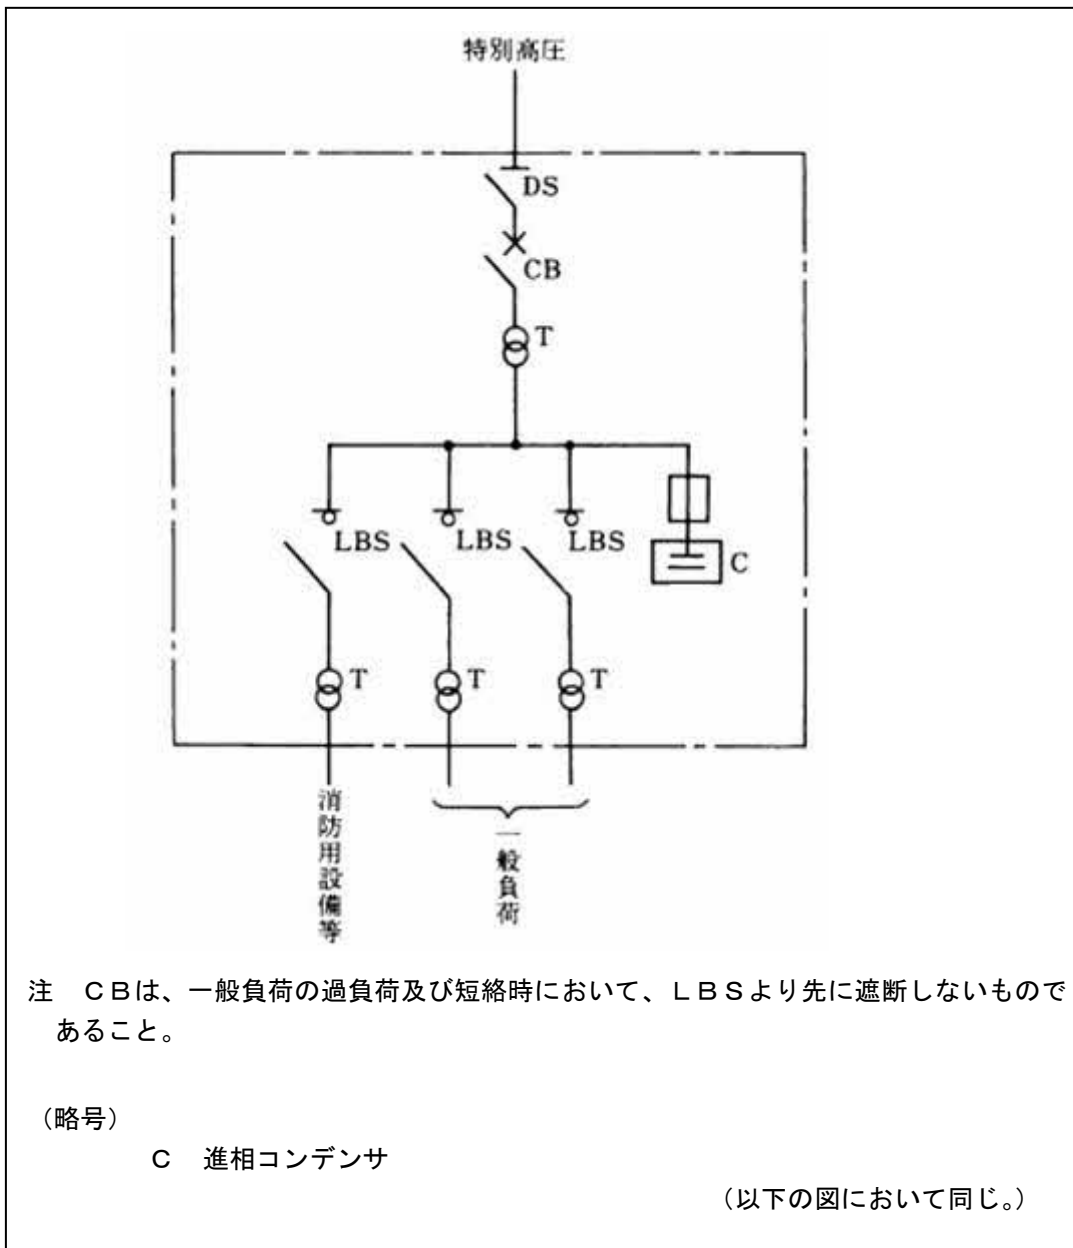 特別高圧
DS
CB
T
LBS
LBS
LBS
C
T
T
T
消防用設備等
一般負荷
注　ＣＢは、一般負荷の過負荷及び短絡時において、ＬＢＳより先に遮断しないもので
あること。
（略号）
Ｃ　進相コンデンサ
（以下の図において同じ。）